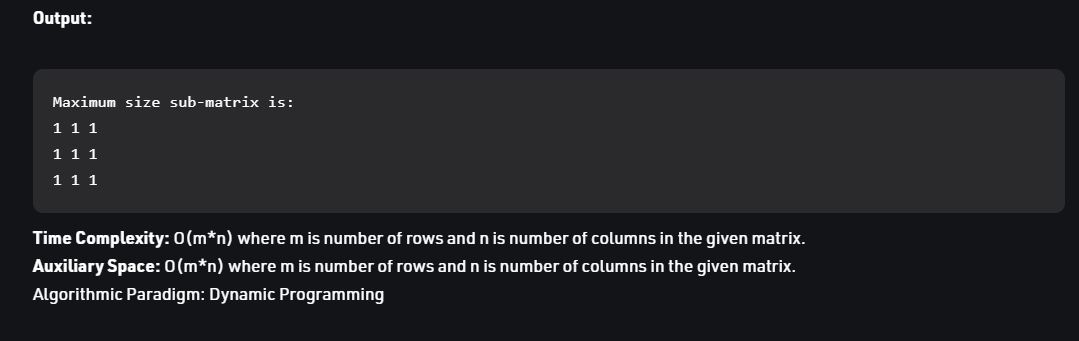 Output:
Maximum size sub-matrix is:
1 1 1
1 1 1
1 1 1
Time Complexity: O(m*n) where m is number of rows and n is number of columns in the given matrix.
Auxiliary Space: O(m*n) where m is number of rows and n is number of columns in the given matrix.
Algorithmic Paradigm: Dynamic Programming